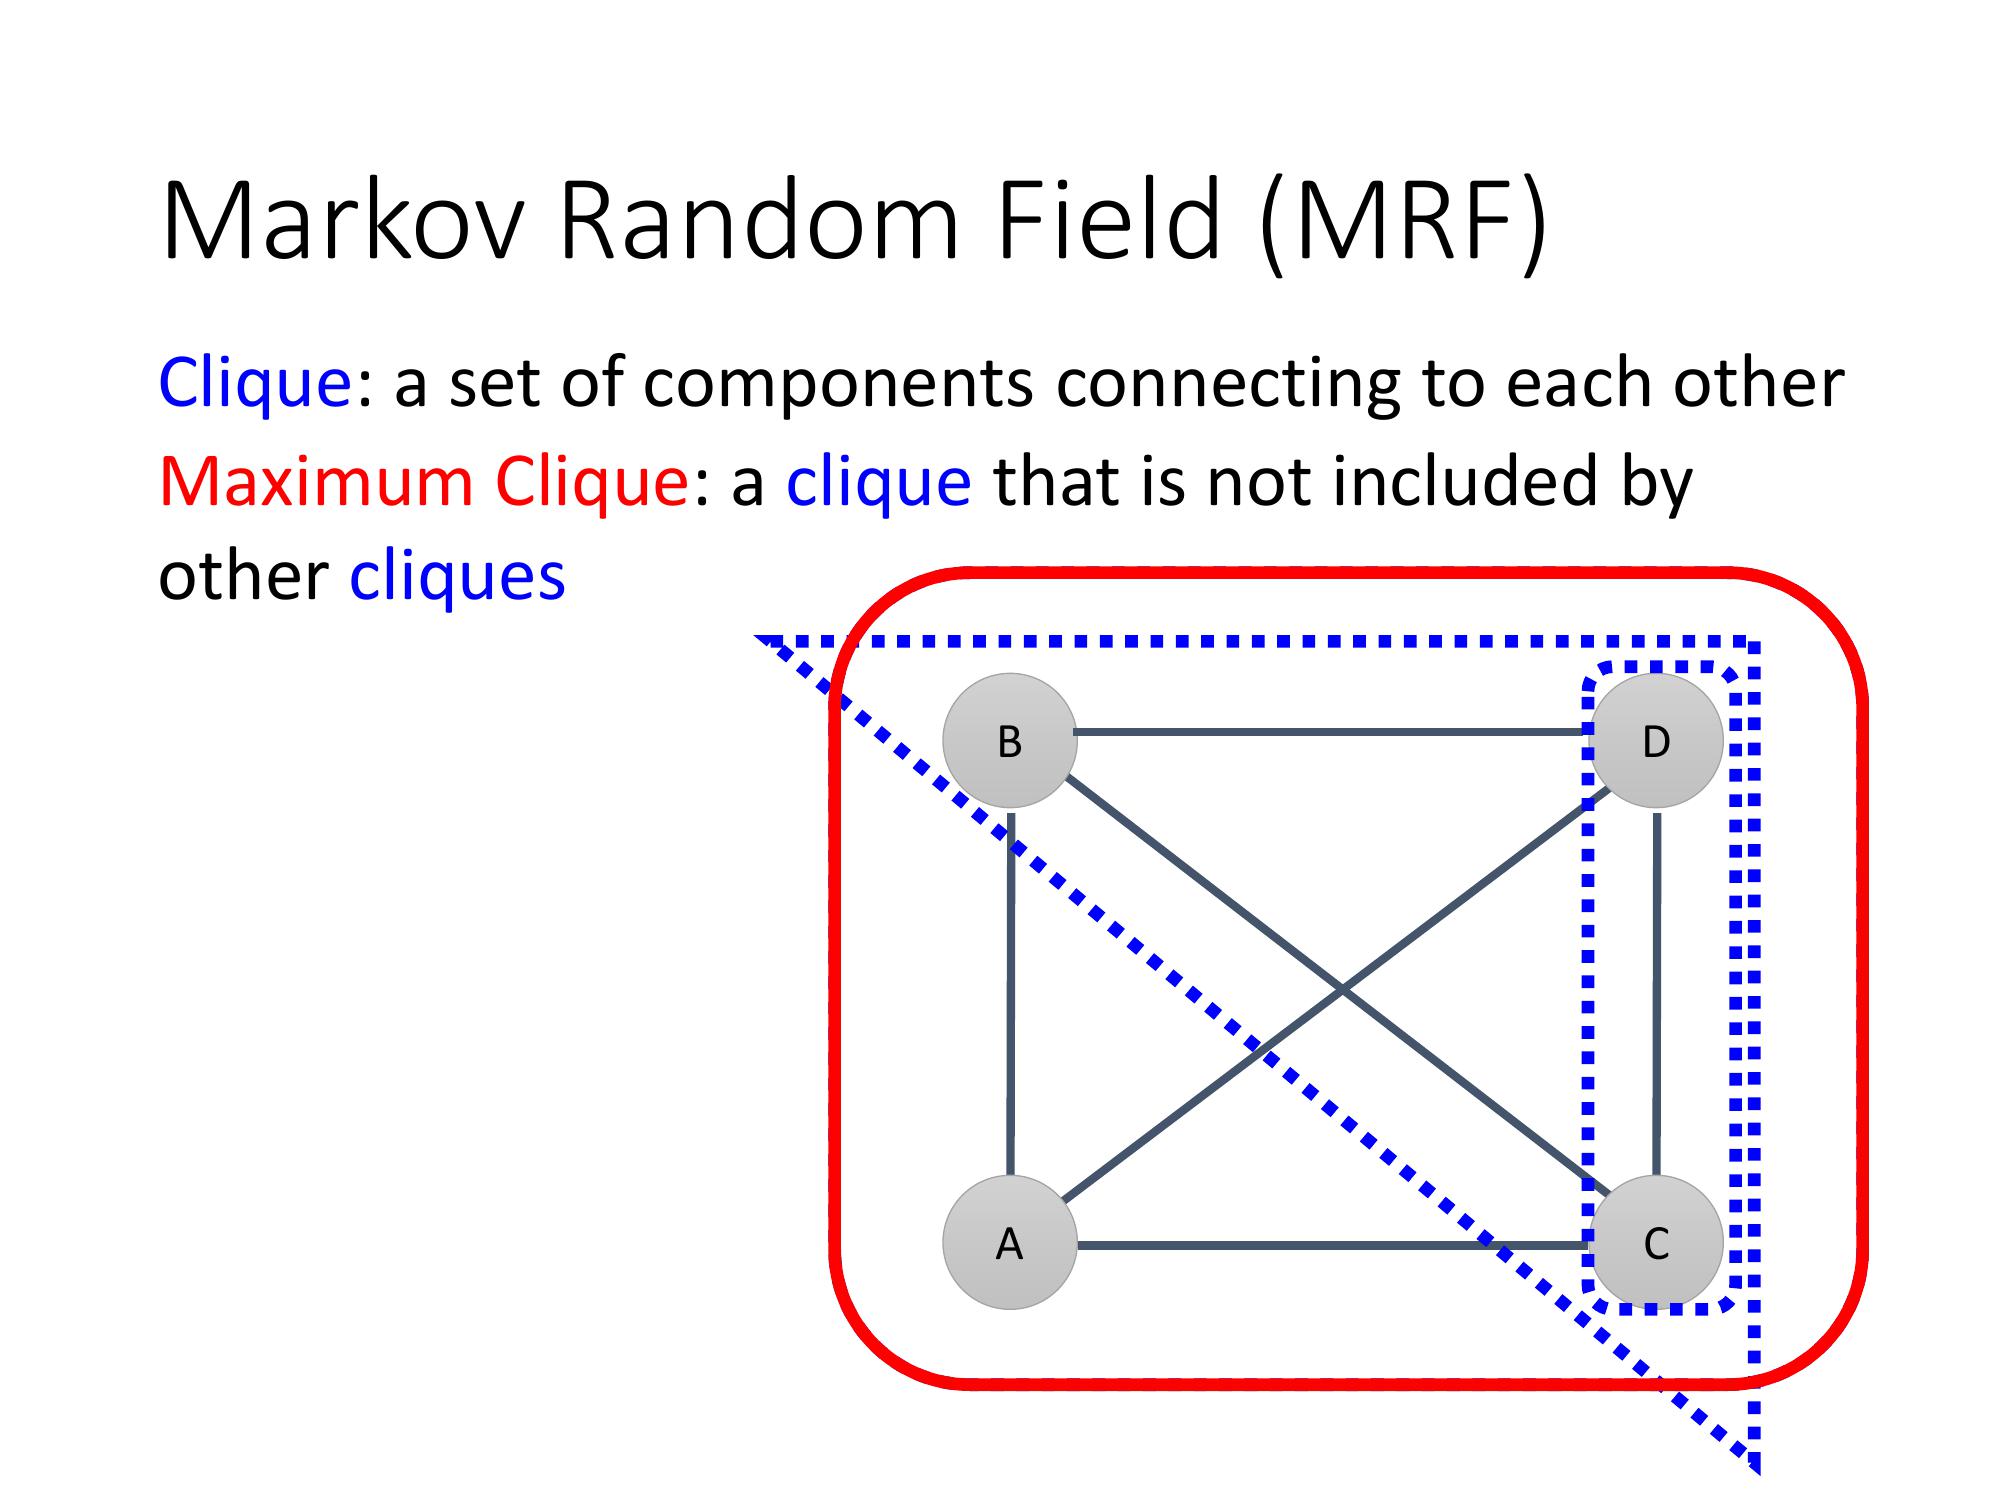 Markov Random Field (MRF)
Clique: a set of components connecting to each other
Maximum Clique: a clique that is not included by
other cliques
B
D
A
C